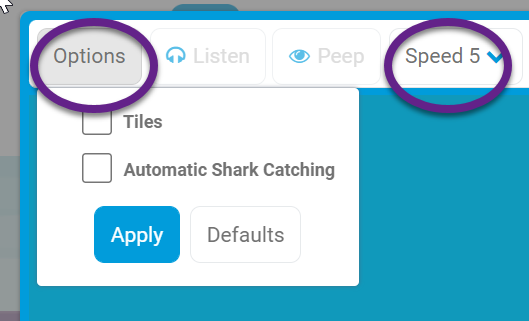 Options Listen Peep Speed 5
Tiles
Automatic Shark Catching
Apply Defaults